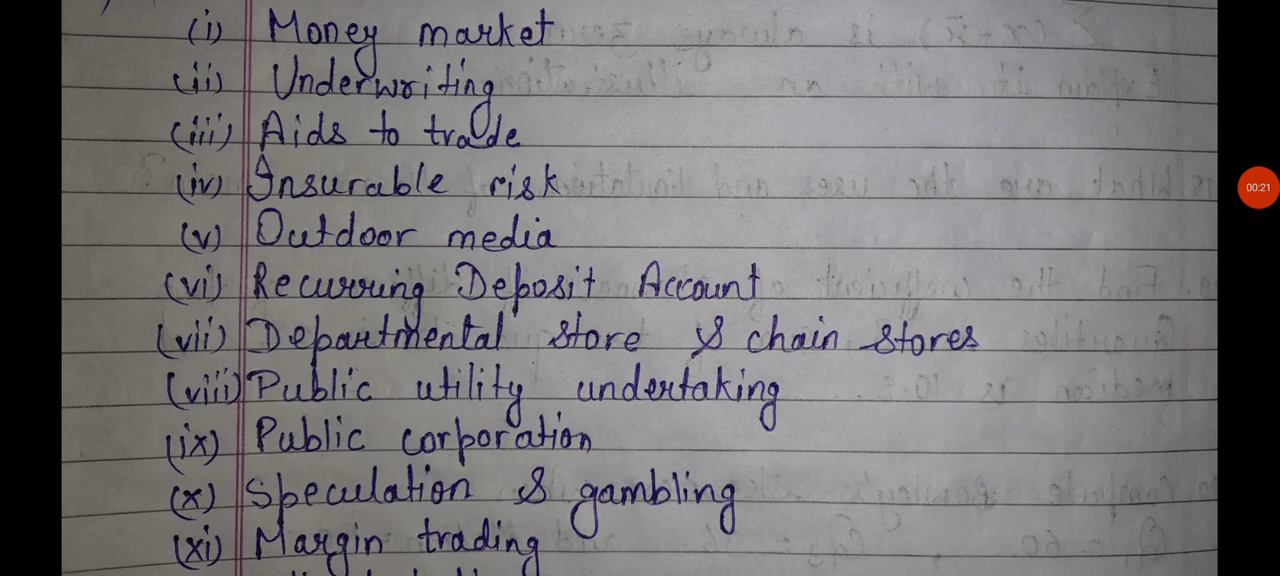 (i) Money market
(ii) Underwriting
(iii) Aids to trade
(iv) Insurable risk
(v) Outdoor media
(vi) Recurring Deposit Account
(vii) Departmental store & chain stores
(viii) Public utility undertaking
(ix) Public corporation
(x) Speculation & gambling
(xi) Margin trading
00:21